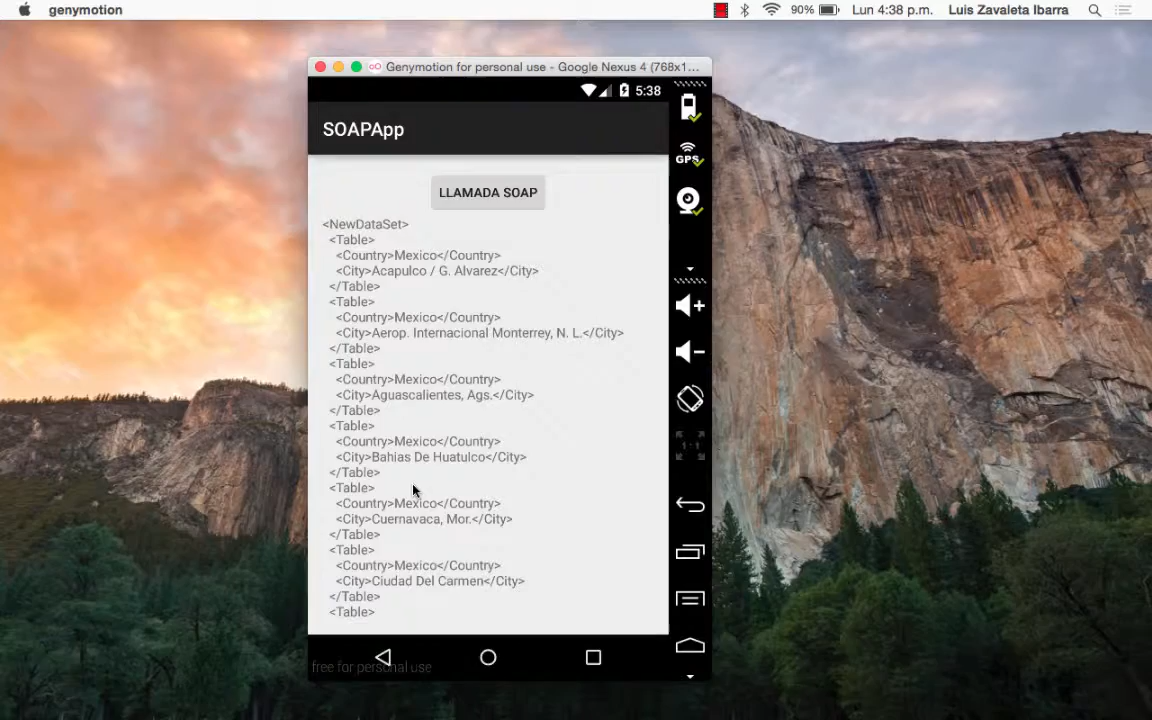 genymotion
90%
Lun 4:38 p.m.
Luis Zavaleta Ibarra
Genymotion for personal use - Google Nexus 4 (768x1...
5:38
SOAPApp
GPS
LLAMADA SOAP
<NewDataSet>
<Table>
<Country>Mexico</Country>
<City>Acapulco / G. Alvarez</City>
</Table>
<Table>
<Country>Mexico</Country>
<City>Aerop. Internacional Monterrey, N. L.</City>
</Table>
<Table>
<Country>Mexico</Country>
<City>Aguascalientes, Ags.</City>
</Table>
<Table>
<Country>Mexico</Country>
<City>Bahias De Huatulco</City>
</Table>
<Table>
<Country>Mexico</Country>
<City>Cuernavaca, Mor.</City>
</Table>
<Table>
<Country>Mexico</Country>
<City>Ciudad Del Carmen</City>
</Table>
<Table>
1:1
free for personal use